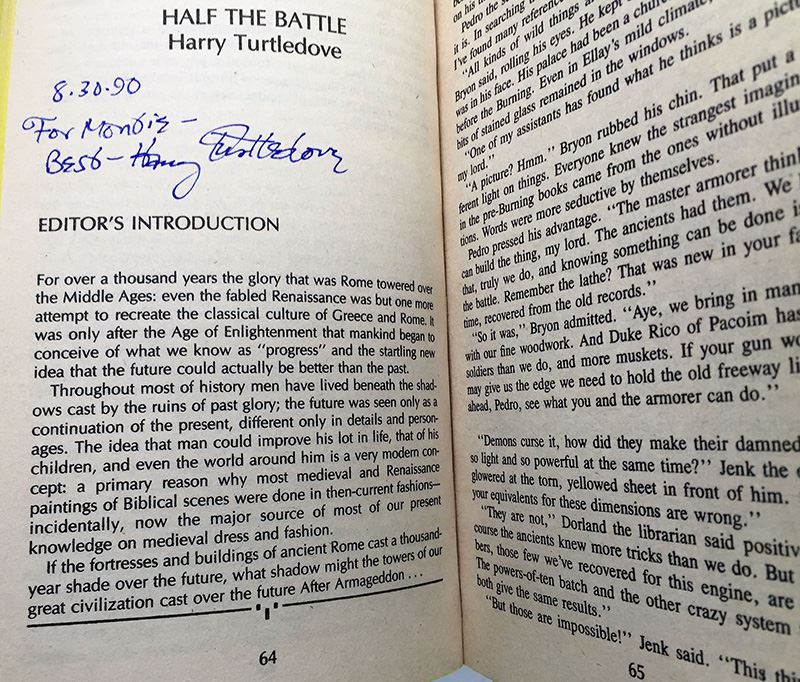 HALF THE BATTLE
Harry Turtledove
8.30.90
For Monti–
Best – Harry Turtledove
EDITOR'S INTRODUCTION
For over a thousand years the glory that was Rome towered over
the Middle Ages: even the fabled Renaissance was but one more
attempt to recreate the classical culture of Greece and Rome. It
was only after the Age of Enlightenment that mankind began to
conceive of what we know as "progress" and the startling new
idea that the future could actually be better than the past.
Throughout most of history men have lived beneath the shad-
ows cast by the ruins of past glory; the future was seen only as a
continuation of the present, different only in details and person-
ages. The idea that man could improve his lot in life, that of his
children, and even the world around him is a very modern con-
cept: a primary reason why most medieval and Renaissance
paintings of Biblical scenes were done in then-current fashions—
incidentally, now the major source of most of our present
knowledge on medieval dress and fashion.
If the fortresses and buildings of ancient Rome cast a thousand-
year shade over the future, what shadow might the towers of our
great civilization cast over the future After Armageddon . . .
64
on his
Pedro the
it is. In searching
I've found many reference
"All kinds of wild things a
Bryon said, rolling his eyes. He kept
was in his face. His palace had been a church
before the Burning. Even in Ellay's mild climate,
bits of stained glass remained in the windows.
"One of my assistants has found what he thinks is a pictu
my lord."
"A picture? Hmm." Bryon rubbed his chin. That put a
ferent light on things. Everyone knew the strangest imagin
in the pre-Burning books came from the ones without illu
tions. Words were more seductive by themselves.
Pedro pressed his advantage. "The master armorer think
can build the thing, my lord. The ancients had them. We
that, truly we do, and knowing something can be done i
the battle. Remember the lathe? That was new in your fa
time, recovered from the old records."
"So it was," Bryon admitted. "Aye, we bring in man
with our fine woodwork. And Duke Rico of Pacoim has
soldiers than we do, and more muskets. If your gun wo
may give us the edge we need to hold the old freeway li
ahead, Pedro, see what you and the armorer can do."
"Demons curse it, how did they make their damned
so light and so powerful at the same time?" Jenk the
glowered at the torn, yellowed sheet in front of him.
your equivalents for these dimensions are wrong."
"They are not," Dorland the librarian said positiv
course the ancients knew more tricks than we do. But
bers, those few we've recovered for this engine, are
The powers-of-ten batch and the other crazy system
both give the same results."
"But those are impossible!" Jenk said. "This thi
65